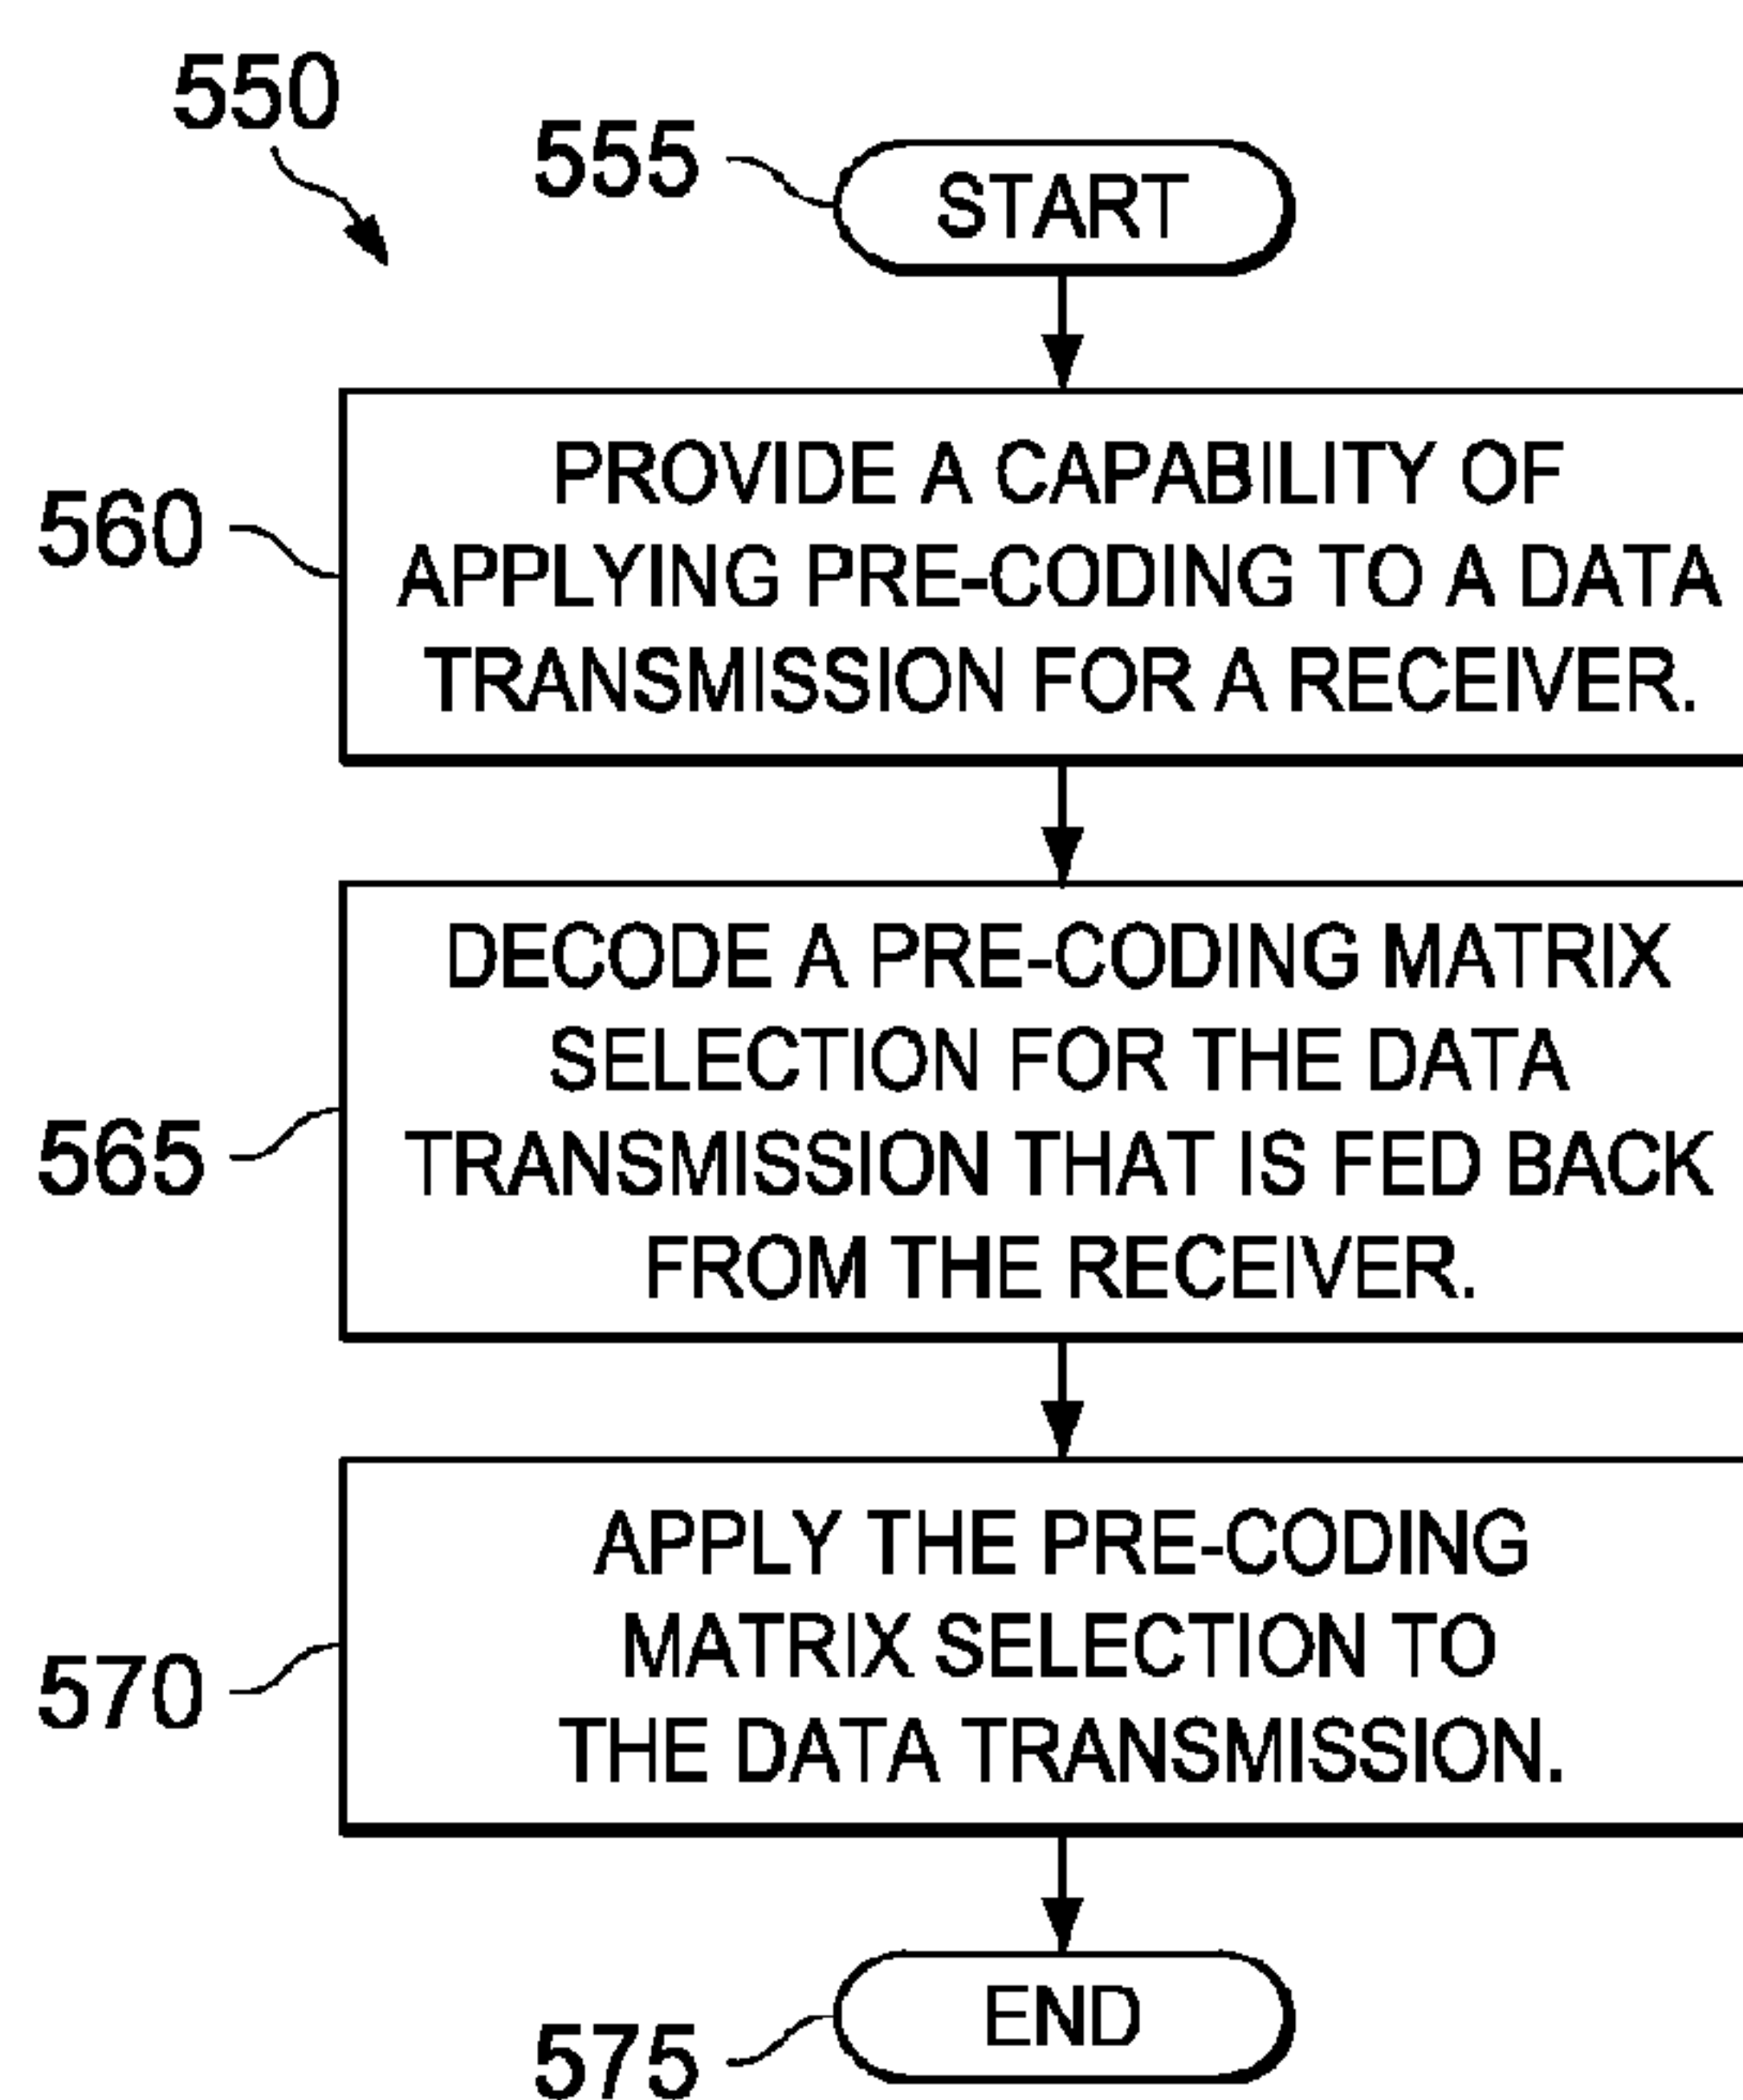 550
555
START
560
PROVIDE A CAPABILITY OF
APPLYING PRE-CODING TO A DATA
TRANSMISSION FOR A RECEIVER.
565
DECODE A PRE-CODING MATRIX
SELECTION FOR THE DATA
TRANSMISSION THAT IS FED BACK
FROM THE RECEIVER.
570
APPLY THE PRE-CODING
MATRIX SELECTION TO
THE DATA TRANSMISSION.
575
END